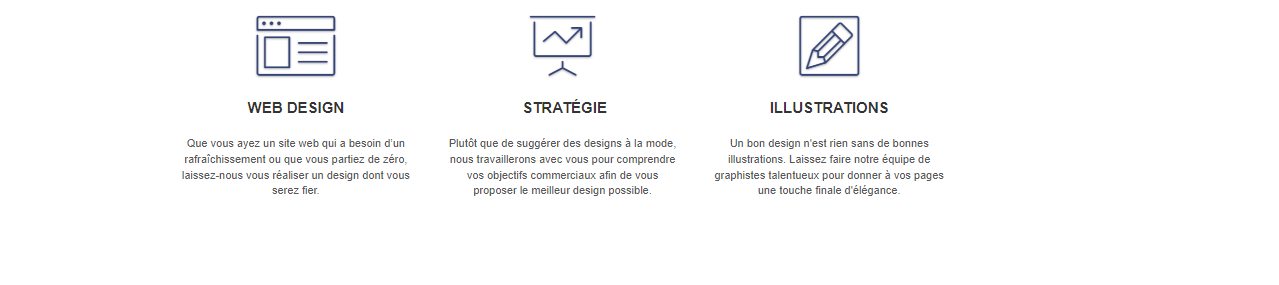 WEB DESIGN
Que vous ayez un site web qui a besoin d'un
rafraîchissement ou que vous partiez de zéro,
laissez-nous vous réaliser un design dont vous
serez fier.
STRATÉGIE
Plutôt que de suggérer des designs à la mode,
nous travaillerons avec vous pour comprendre
vos objectifs commerciaux afin de vous
proposer le meilleur design possible.
ILLUSTRATIONS
Un bon design n'est rien sans de bonnes
illustrations. Laissez faire notre équipe de
graphistes talentueux pour donner à vos pages
une touche finale d'élégance.